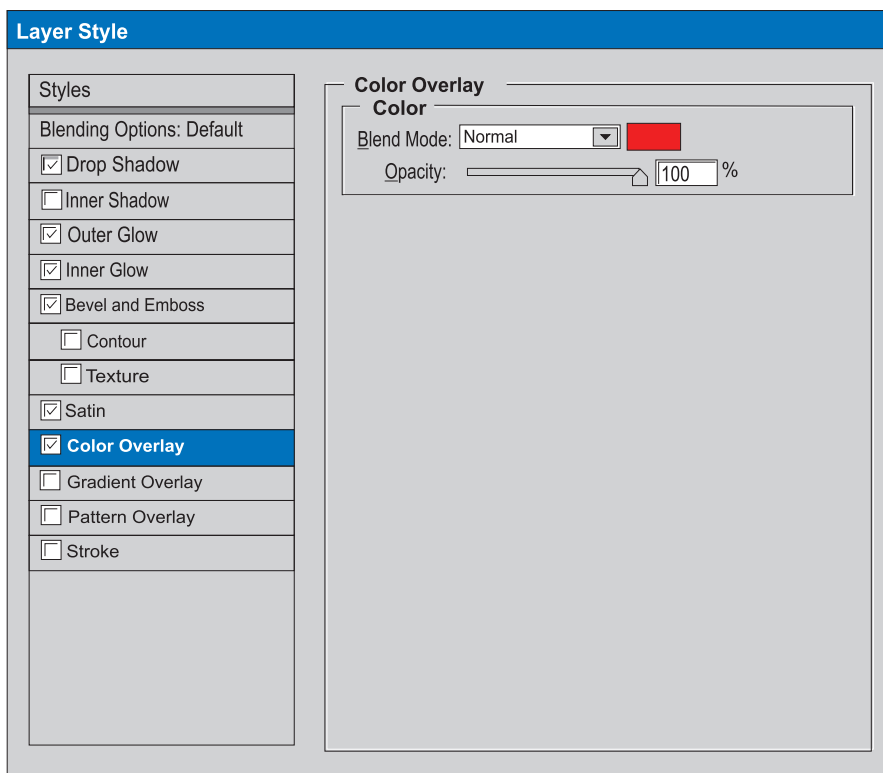 Layer Style
Styles
Blending Options: Default
Drop Shadow
Inner Shadow
Outer Glow
Inner Glow
Bevel and Emboss
Contour
Texture
Satin
Color Overlay
Gradient Overlay
Pattern Overlay
Stroke
Color Overlay
Color
Blend Mode: Normal
Opacity: 100 %